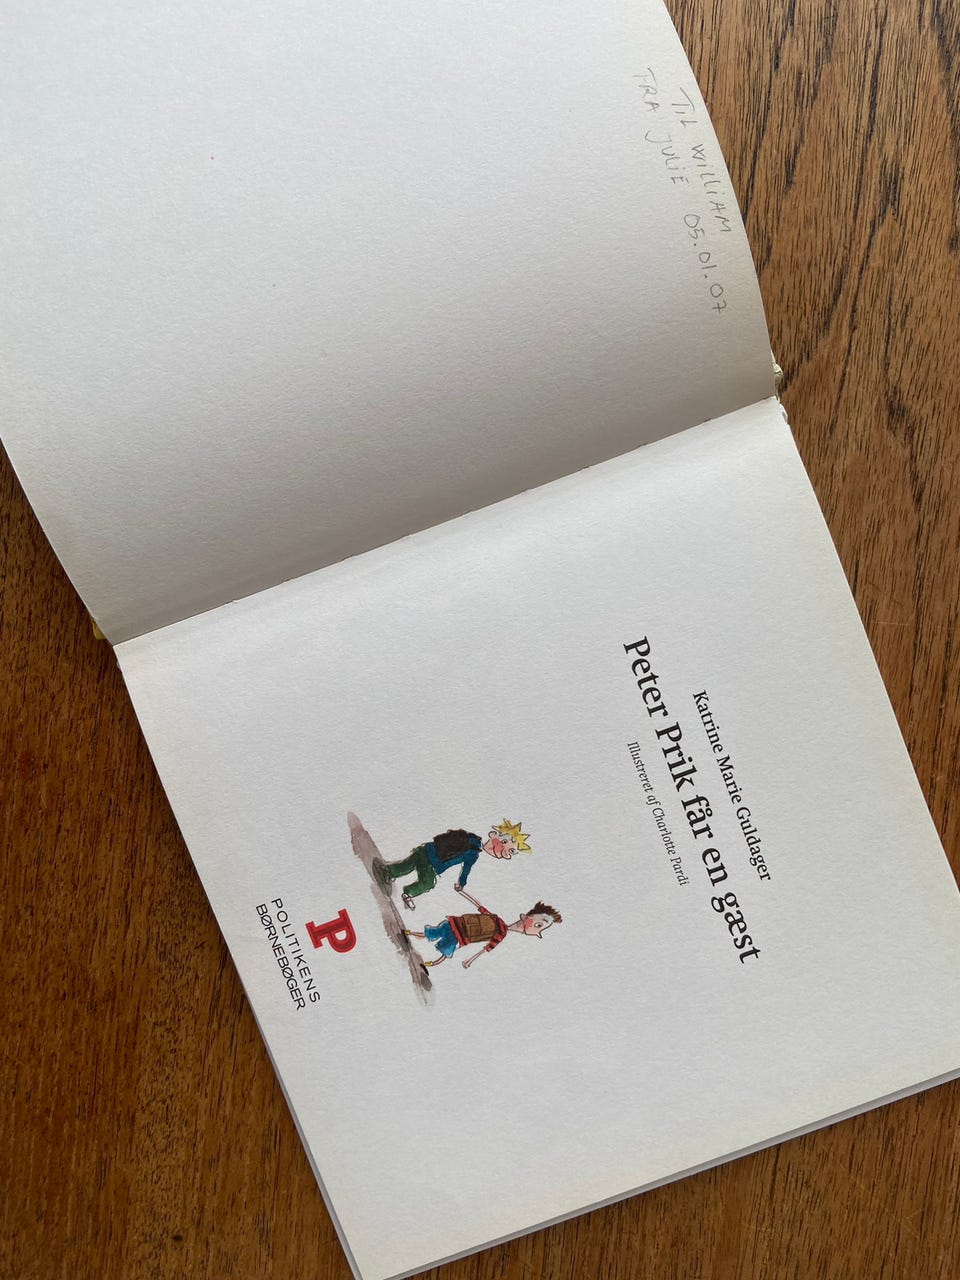 TIL WILLIAM
FRA JULIE 05.01.07
Katrine Marie Guldager
Peter Prik får en gæst
Illustreret af Charlotte Pardi
P
POLITIKENS
BØRNEBØGER